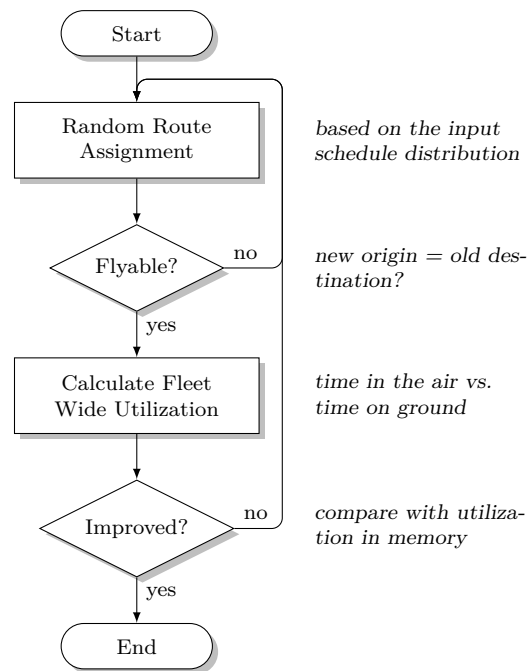 Start
Random Route
Assignment
based on the input
schedule distribution
Flyable?
no
new origin = old des-
tination?
yes
Calculate Fleet
Wide Utilization
time in the air vs.
time on ground
Improved?
no
compare with utiliza-
tion in memory
yes
End